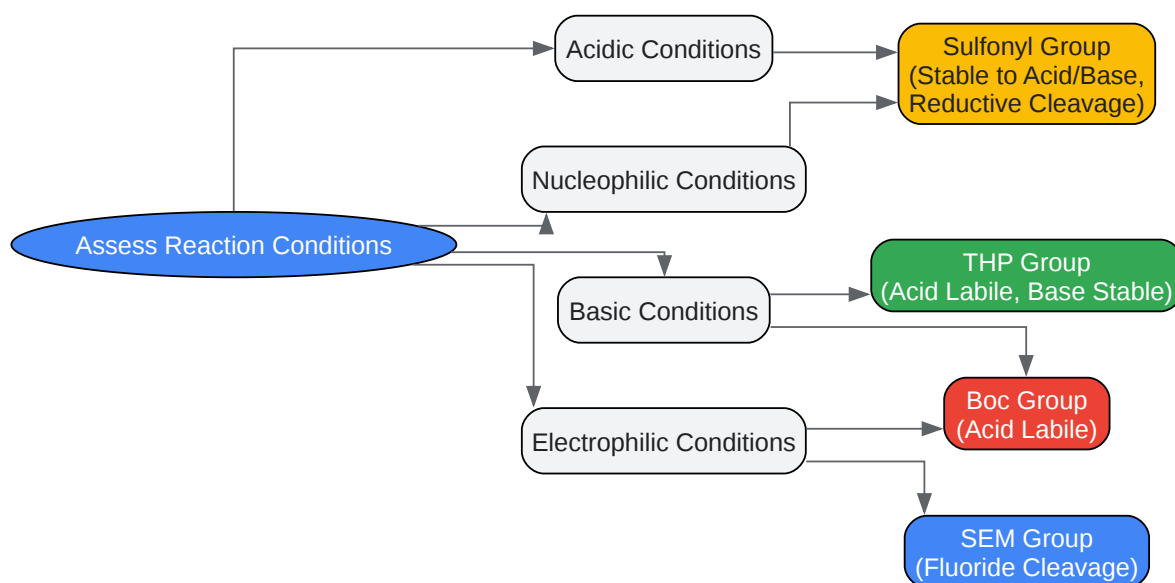 Acidic Conditions
Sulfonyl Group
(Stable to Acid/Base,
Reductive Cleavage)
Nucleophilic Conditions
Assess Reaction Conditions
THP Group
(Acid Labile, Base Stable)
Basic Conditions
Boc Group
(Acid Labile)
Electrophilic Conditions
SEM Group
(Fluoride Cleavage)